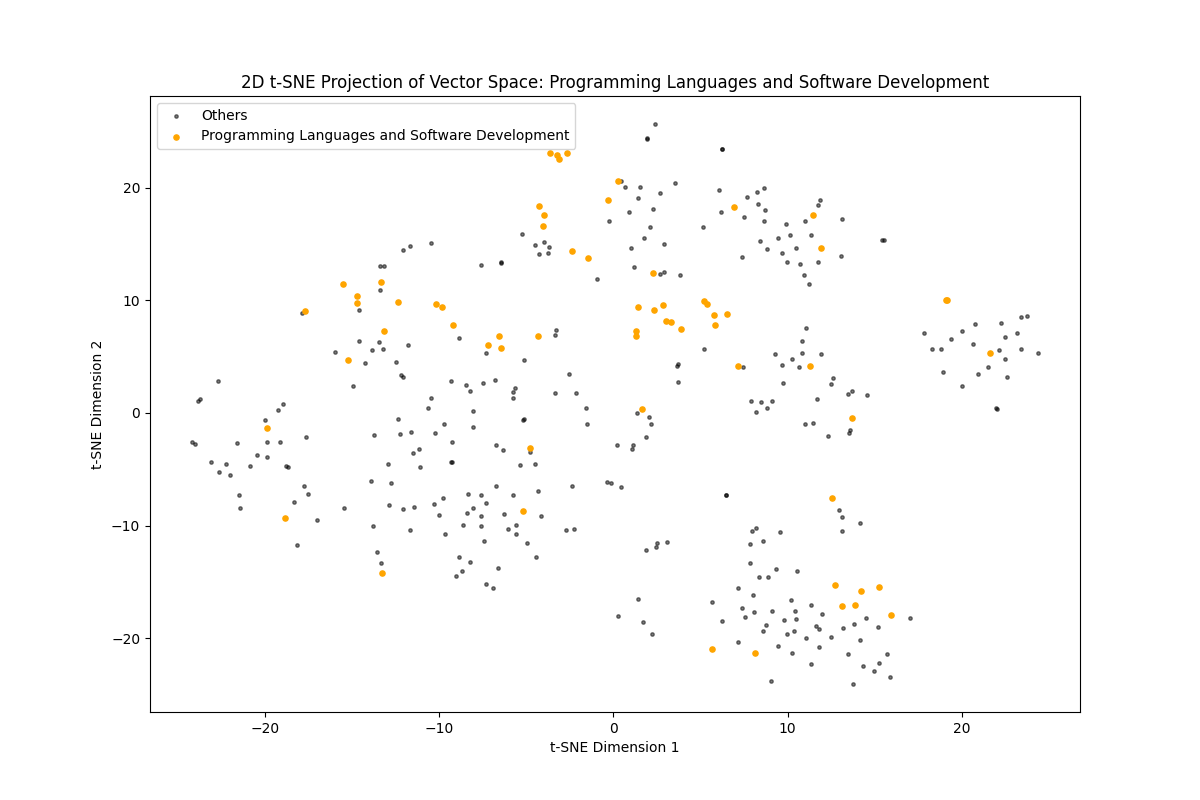 2D t-SNE Projection of Vector Space: Programming Languages and Software Development
Others
Programming Languages and Software Development
20
10
0
−10
−20
t-SNE Dimension 2
−20
−10
0
10
20
t-SNE Dimension 1